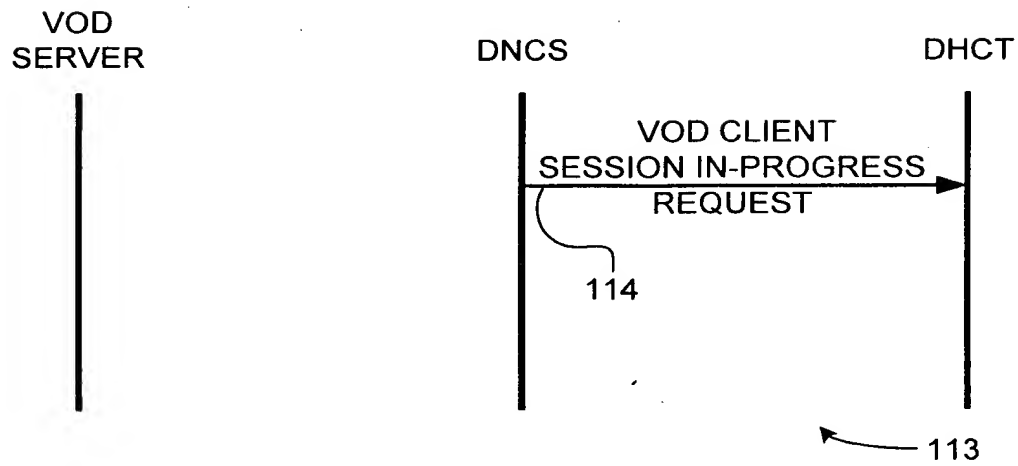 VOD
SERVER
DNCS
DHCT
VOD CLIENT
SESSION IN-PROGRESS
REQUEST
114
113